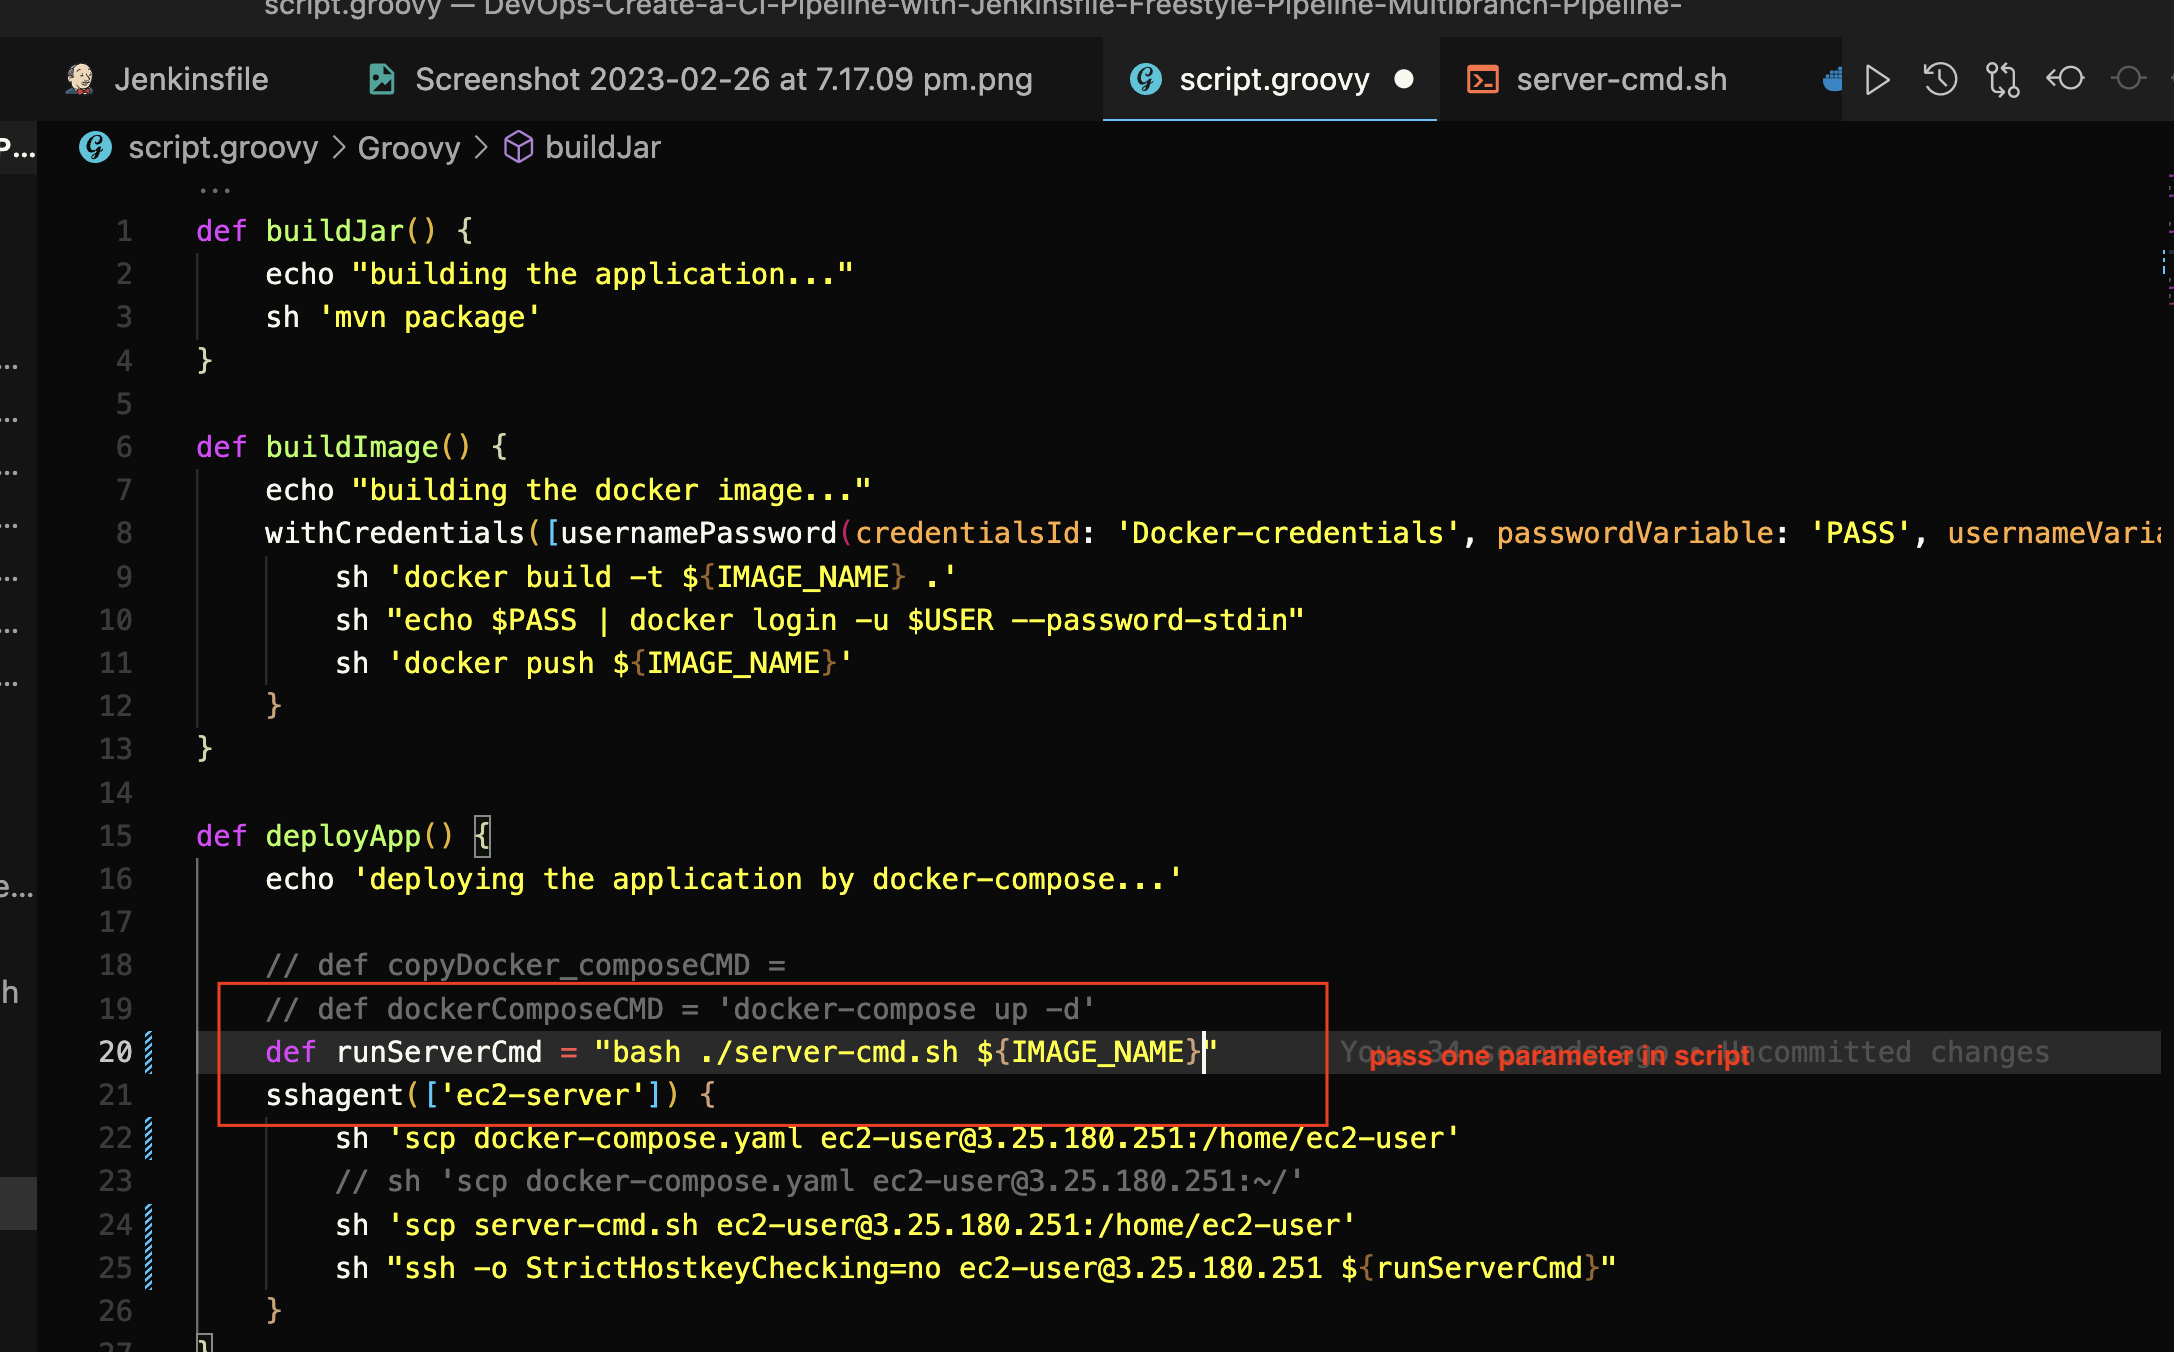 script.groovy — DevOps-Create-a-CI-Pipeline-with-Jenkinsfile-Freestyle-Pipeline-Multibranch-Pipeline-
Jenkinsfile
Screenshot 2023-02-26 at 7.17.09 pm.png
script.groovy
server-cmd.sh
P...
script.groovy > Groovy > buildJar
...
1 def buildJar() {
2 echo "building the application..."
3 sh 'mvn package'
4 }
5
6 def buildImage() {
7 echo "building the docker image..."
8 withCredentials([usernamePassword(credentialsId: 'Docker-credentials', passwordVariable: 'PASS', usernameVaria
9 sh 'docker build -t ${IMAGE_NAME} .'
10 sh "echo $PASS | docker login -u $USER --password-stdin"
11 sh 'docker push ${IMAGE_NAME}'
12 }
13 }
14
15 def deployApp() {
16 echo 'deploying the application by docker-compose...'
17
18 // def copyDocker_composeCMD =
19 // def dockerComposeCMD = 'docker-compose up -d'
20 def runServerCmd = "bash ./server-cmd.sh ${IMAGE_NAME}" You, 34 seconds ago • Uncommitted changes
pass one parameter in script
21 sshagent(['ec2-server']) {
22 sh 'scp docker-compose.yaml ec2-user@3.25.180.251:/home/ec2-user'
23 // sh 'scp docker-compose.yaml ec2-user@3.25.180.251:~/'
24 sh 'scp server-cmd.sh ec2-user@3.25.180.251:/home/ec2-user'
25 sh "ssh -o StrictHostkeyChecking=no ec2-user@3.25.180.251 ${runServerCmd}"
26 }
27 }
e...
h